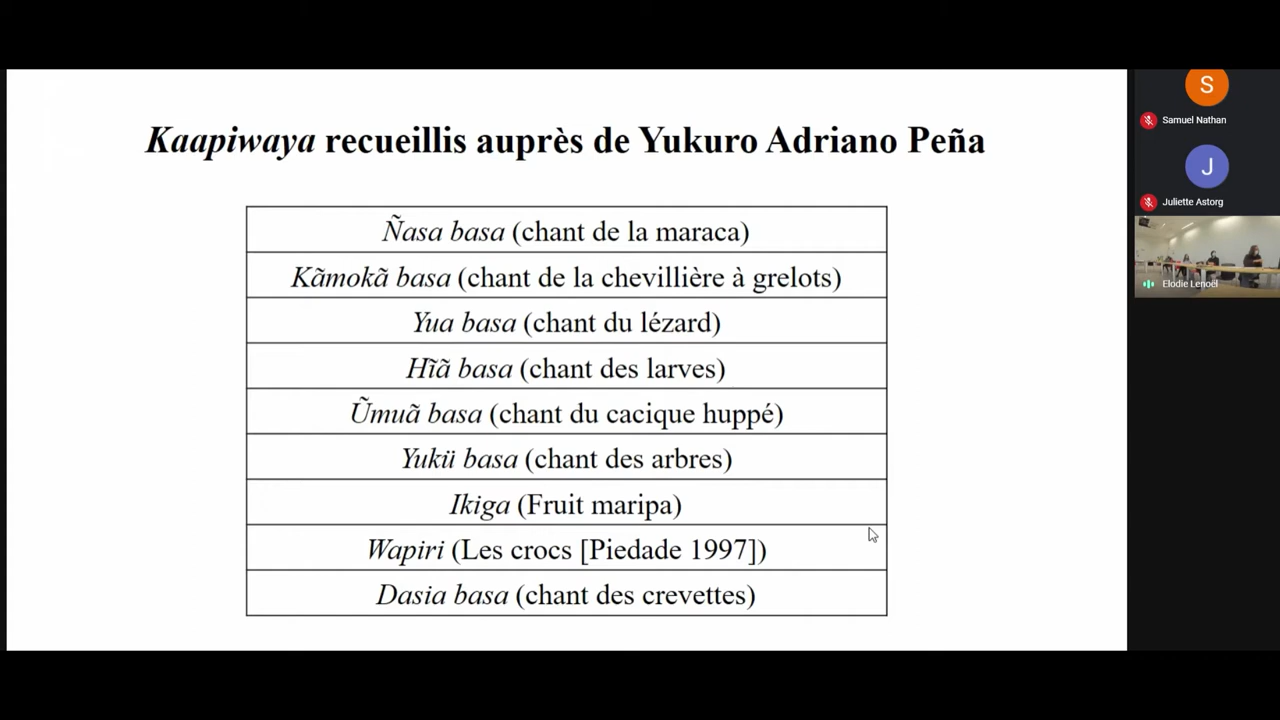 Kaapiwaya recueillis auprès de Yukuro Adriano Peña
Ñasa basa (chant de la maraca)
Kãmokã basa (chant de la chevillière à grelots)
Yua basa (chant du lézard)
Hĩã basa (chant des larves)
Ũmuã basa (chant du cacique huppé)
Yukü basa (chant des arbres)
Ikiga (Fruit maripa)
Wapiri (Les crocs [Piedade 1997])
Dasia basa (chant des crevettes)
S
Samuel Nathan
J
Juliette Astorg
Elodie Lenoël